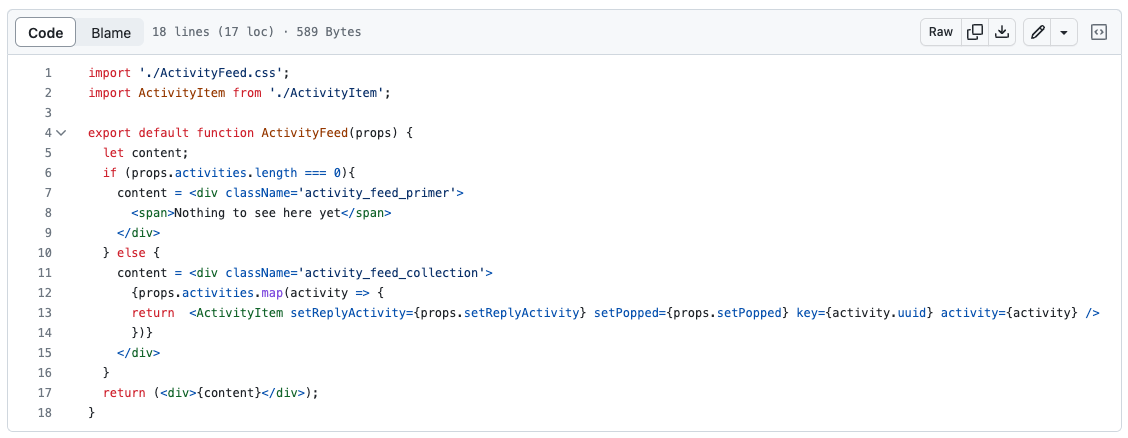 Code Blame 18 lines (17 loc) · 589 Bytes Raw
1 import './ActivityFeed.css';
2 import ActivityItem from './ActivityItem';
3
4 export default function ActivityFeed(props) {
5 let content;
6 if (props.activities.length === 0){
7 content = <div className='activity_feed_primer'>
8 <span>Nothing to see here yet</span>
9 </div>
10 } else {
11 content = <div className='activity_feed_collection'>
12 {props.activities.map(activity => {
13 return  <ActivityItem setReplyActivity={props.setReplyActivity} setPopped={props.setPopped} key={activity.uuid} activity={activity} />
14 })}
15 </div>
16 }
17 return (<div>{content}</div>);
18 }